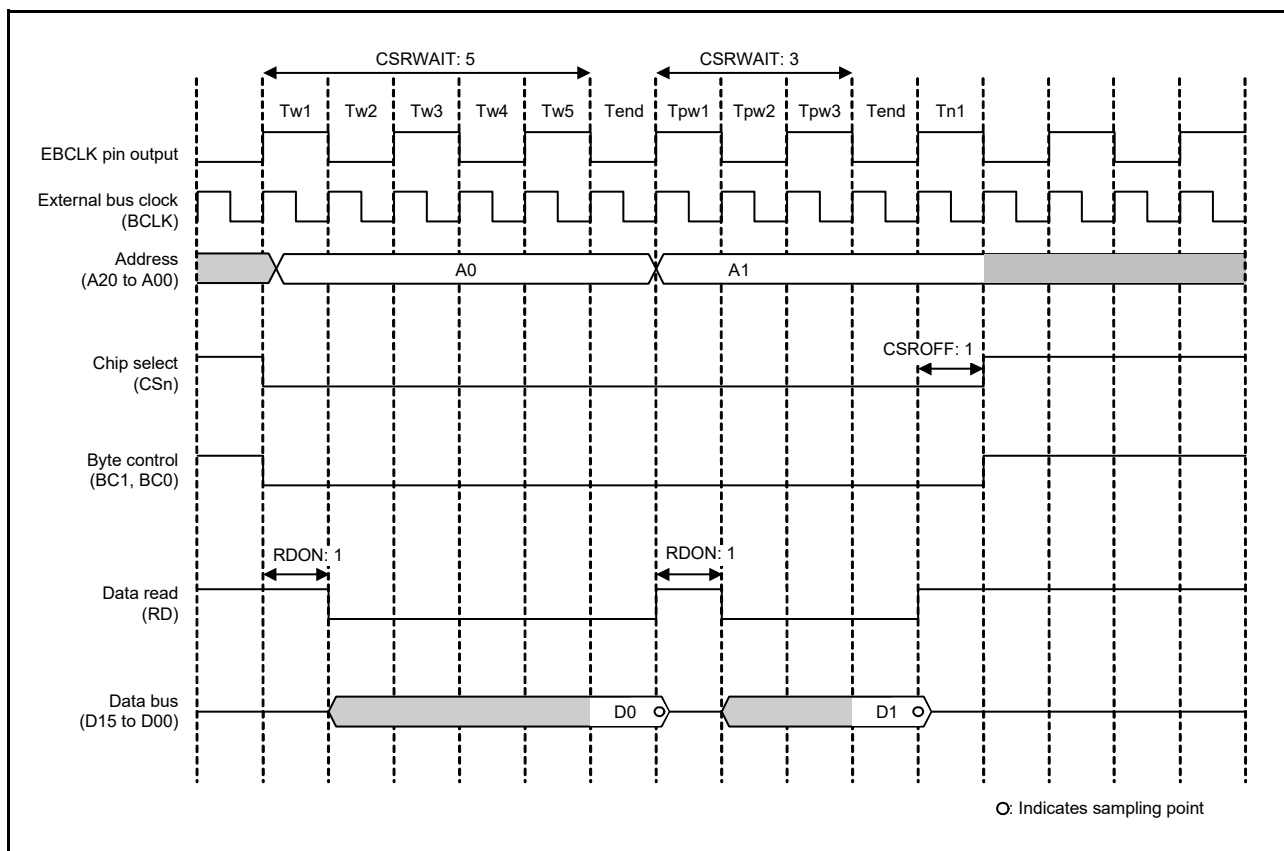 CSRWAIT: 5
CSRWAIT: 3
Tw1 Tw2 Tw3 Tw4 Tw5 Tend Tpw1 Tpw2 Tpw3 Tend Tn1
EBCLK pin output
External bus clock
(BCLK)
Address
(A20 to A00)
A0
A1
Chip select
(CSn)
CSROFF: 1
Byte control
(BC1, BC0)
RDON: 1
RDON: 1
Data read
(RD)
Data bus
(D15 to D00)
D0
D1
O: Indicates sampling point